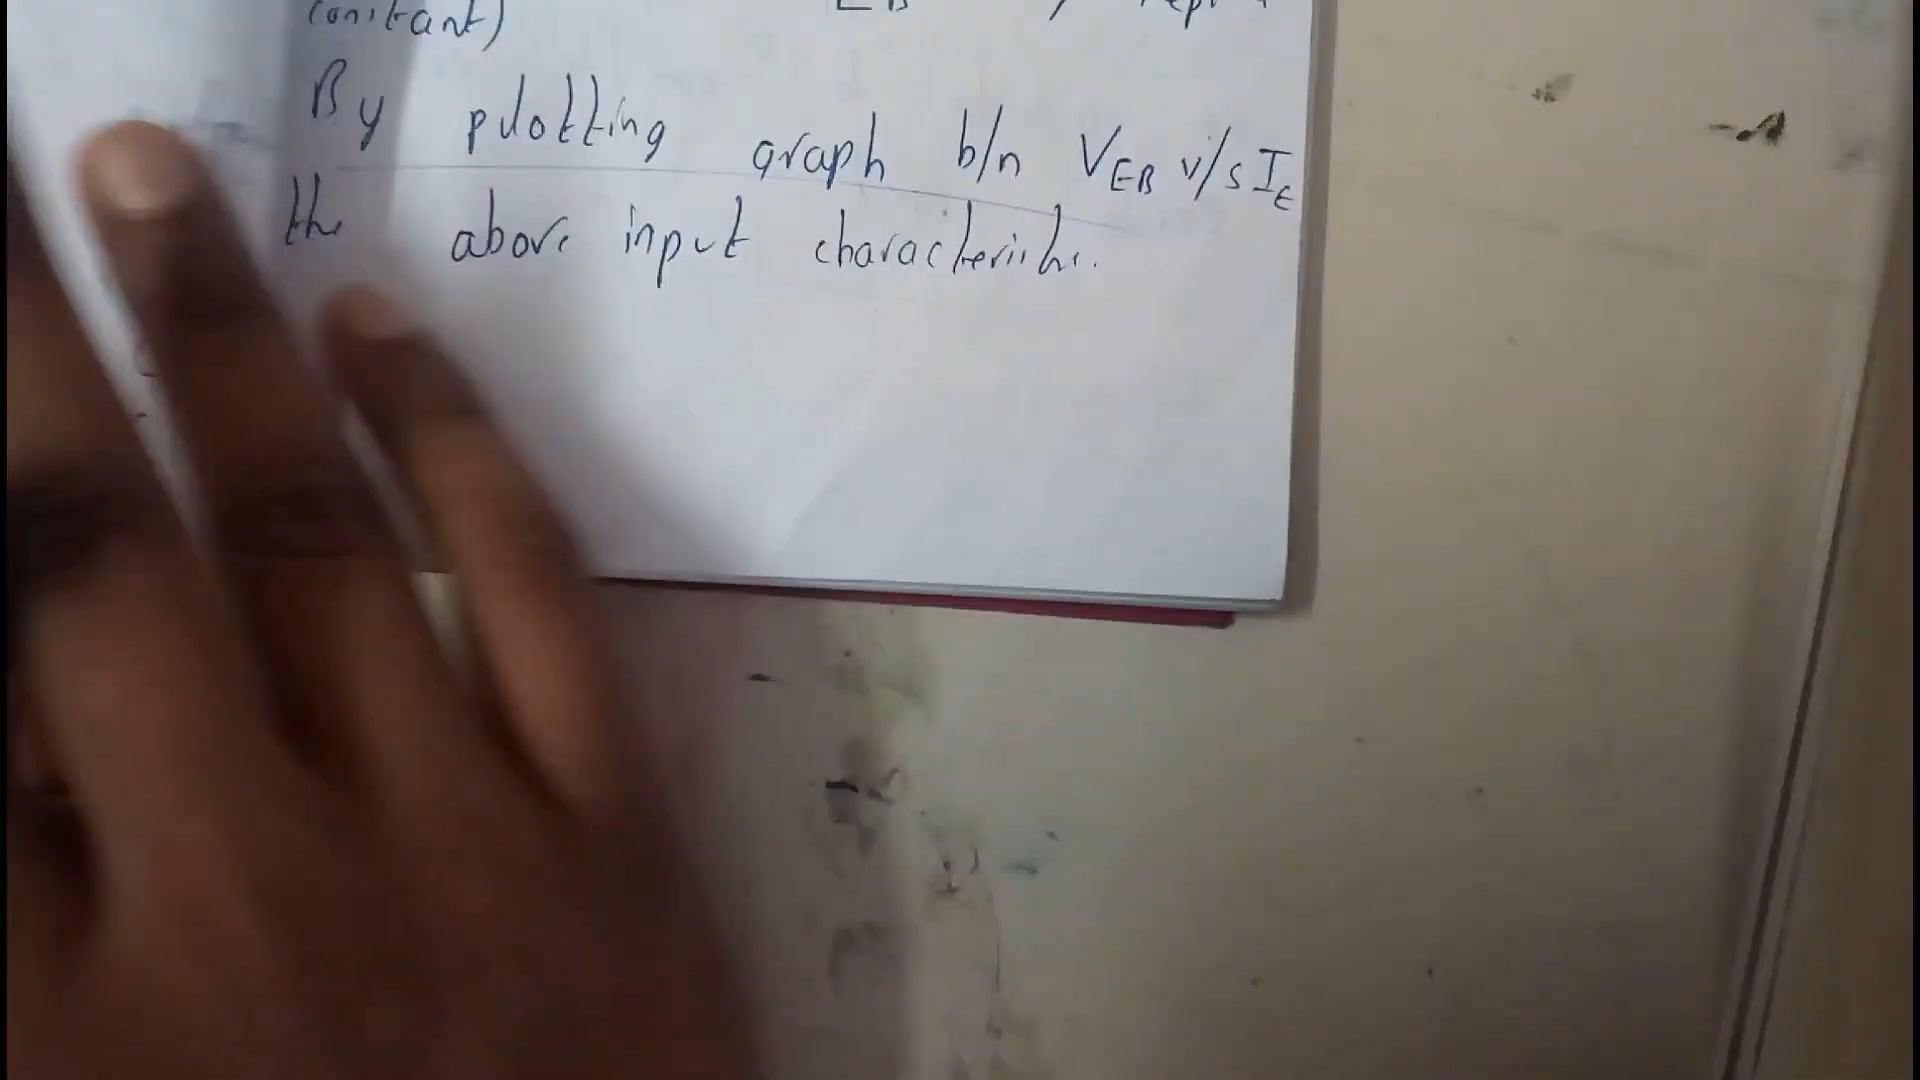 constant)
By plotting graph b/n VEB v/s IE
the above input characteristic.